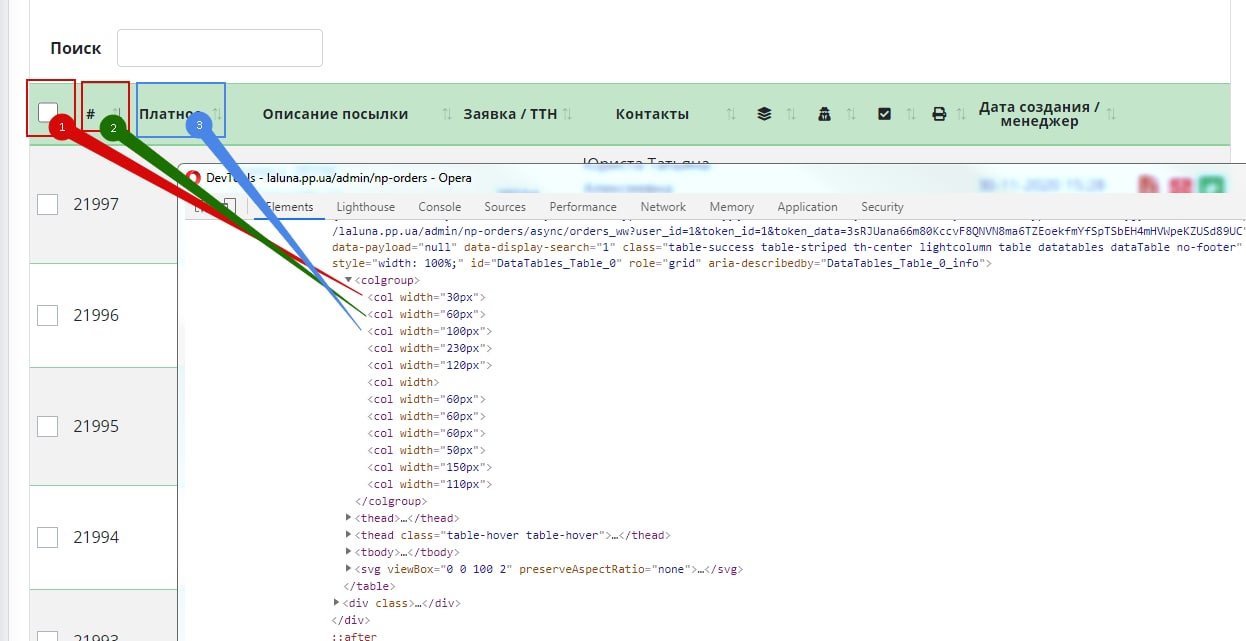 Поиск
#
Описание посылки
Заявка / ТТН
Контакты
Дата создания /
менеджер
1
2
3
DevTools - laluna.pp.ua/admin/np-orders - Opera
Elements
Lighthouse
Console
Sources
Performance
Network
Memory
Application
Security
21997
/laluna.pp.ua/admin/np-orders/async/orders_ww?user_id=1&token_id=1&token_data=3sRJUana66m80KccvF8QNVN8ma6TZEoekfmYfSpTSbEH4mHVWpeKZUSd89UC
data-payload="null" data-display-search="1" class="table-success table-striped th-center lightcolumn table datatables dataTable no-footer"
style="width: 100%;" id="DataTables_Table_0" role="grid" aria-describedby="DataTables_Table_0_info">
<colgroup>
<col width="30px">
<col width="60px">
<col width="100px">
<col width="230px">
<col width="120px">
<col width>
<col width="60px">
<col width="60px">
<col width="60px">
<col width="50px">
<col width="150px">
<col width="110px">
</colgroup>
<thead>…</thead>
<thead class="table-hover table-hover">…</thead>
<tbody>…</tbody>
<svg viewBox="0 0 100 2" preserveAspectRatio="none">…</svg>
</table>
<div class>…</div>
</div>
::after
21996
21995
21994
21993